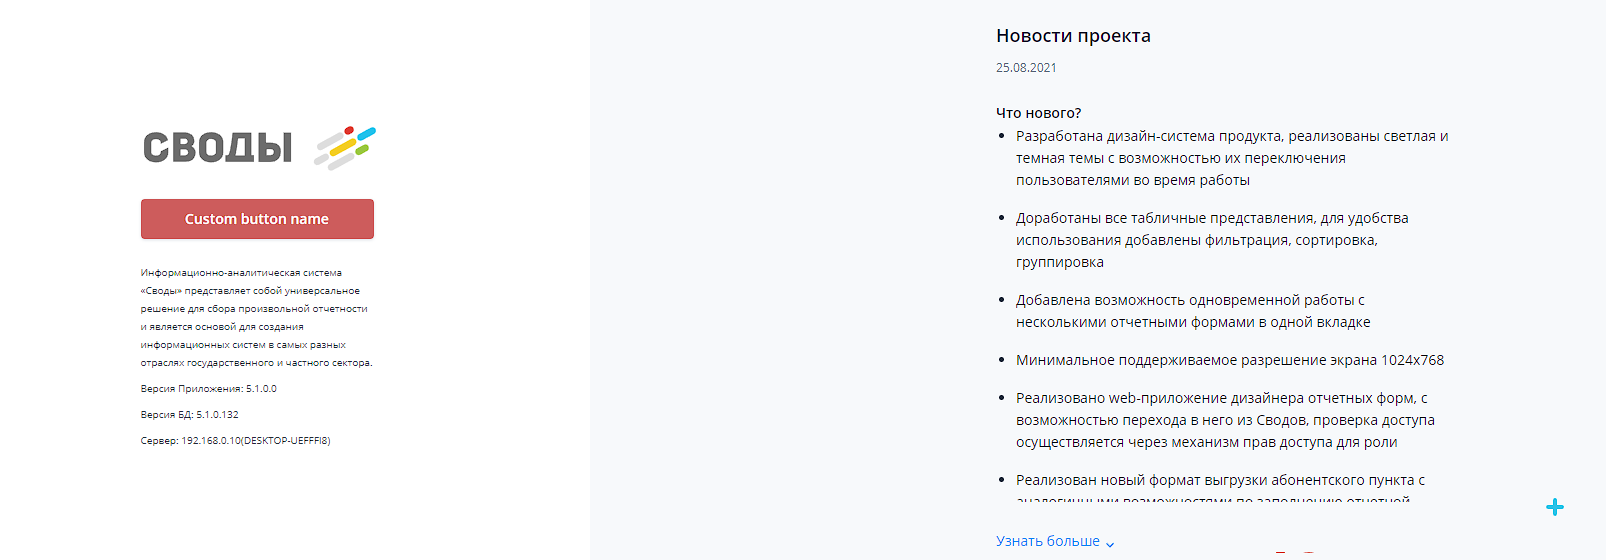 СВОДЫ
Custom button name
Информационно-аналитическая система
«Своды» представляет собой универсальное
решение для сбора произвольной отчетности
и является основой для создания
информационных систем в самых разных
отраслях государственного и частного сектора.
Версия Приложения: 5.1.0.0
Версия БД: 5.1.0.132
Сервер: 192.168.0.10(DESKTOP-UEFFFI8)
Новости проекта
25.08.2021
Что нового?
Разработана дизайн-система продукта, реализованы светлая и
темная темы с возможностью их переключения
пользователями во время работы
Доработаны все табличные представления, для удобства
использования добавлены фильтрация, сортировка,
группировка
Добавлена возможность одновременной работы с
несколькими отчетными формами в одной вкладке
Минимальное поддерживаемое разрешение экрана 1024x768
Реализовано web-приложение дизайнера отчетных форм, с
возможностью перехода в него из Сводов, проверка доступа
осуществляется через механизм прав доступа для роли
Реализован новый формат выгрузки абонентского пункта с
аналогичными возможностями по заполнению отчетной
Узнать больше